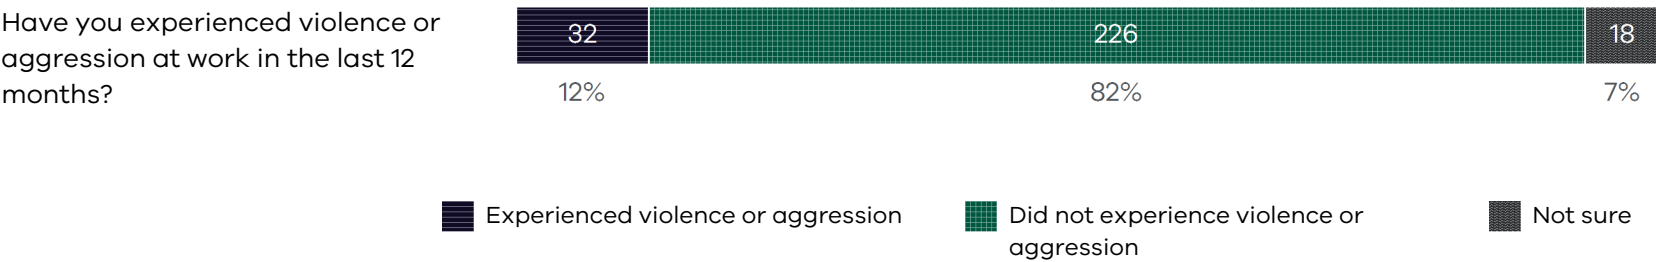 Have you experienced violence or
aggression at work in the last 12
months?
32
226
18
12%
82%
7%
Experienced violence or aggression
Did not experience violence or
aggression
Not sure